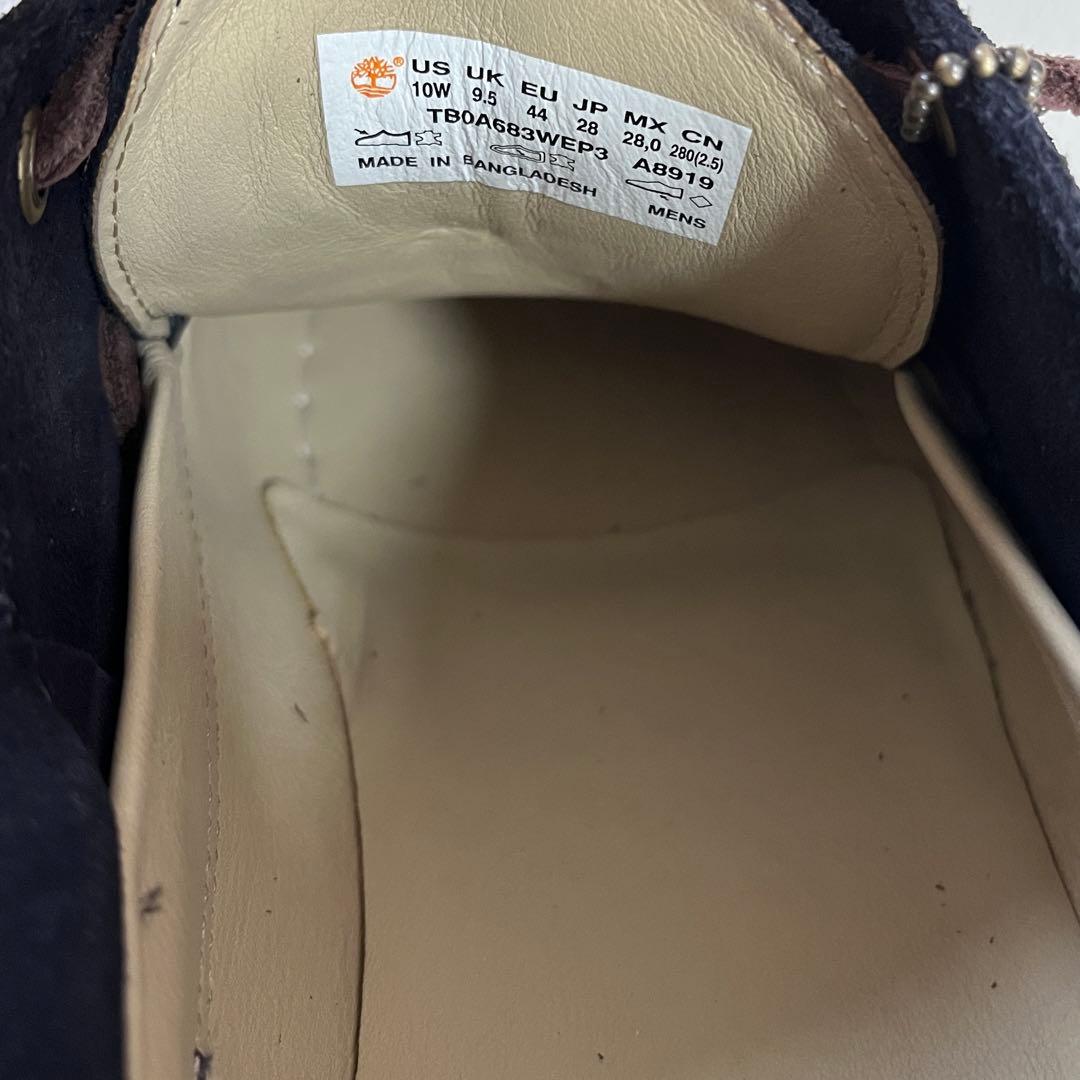 ® US UK EU JP MX CN
10W 9.5 44 28 28,0 280(2.5)
TB0A683WEP3 A8919
MADE IN BANGLADESH MENS